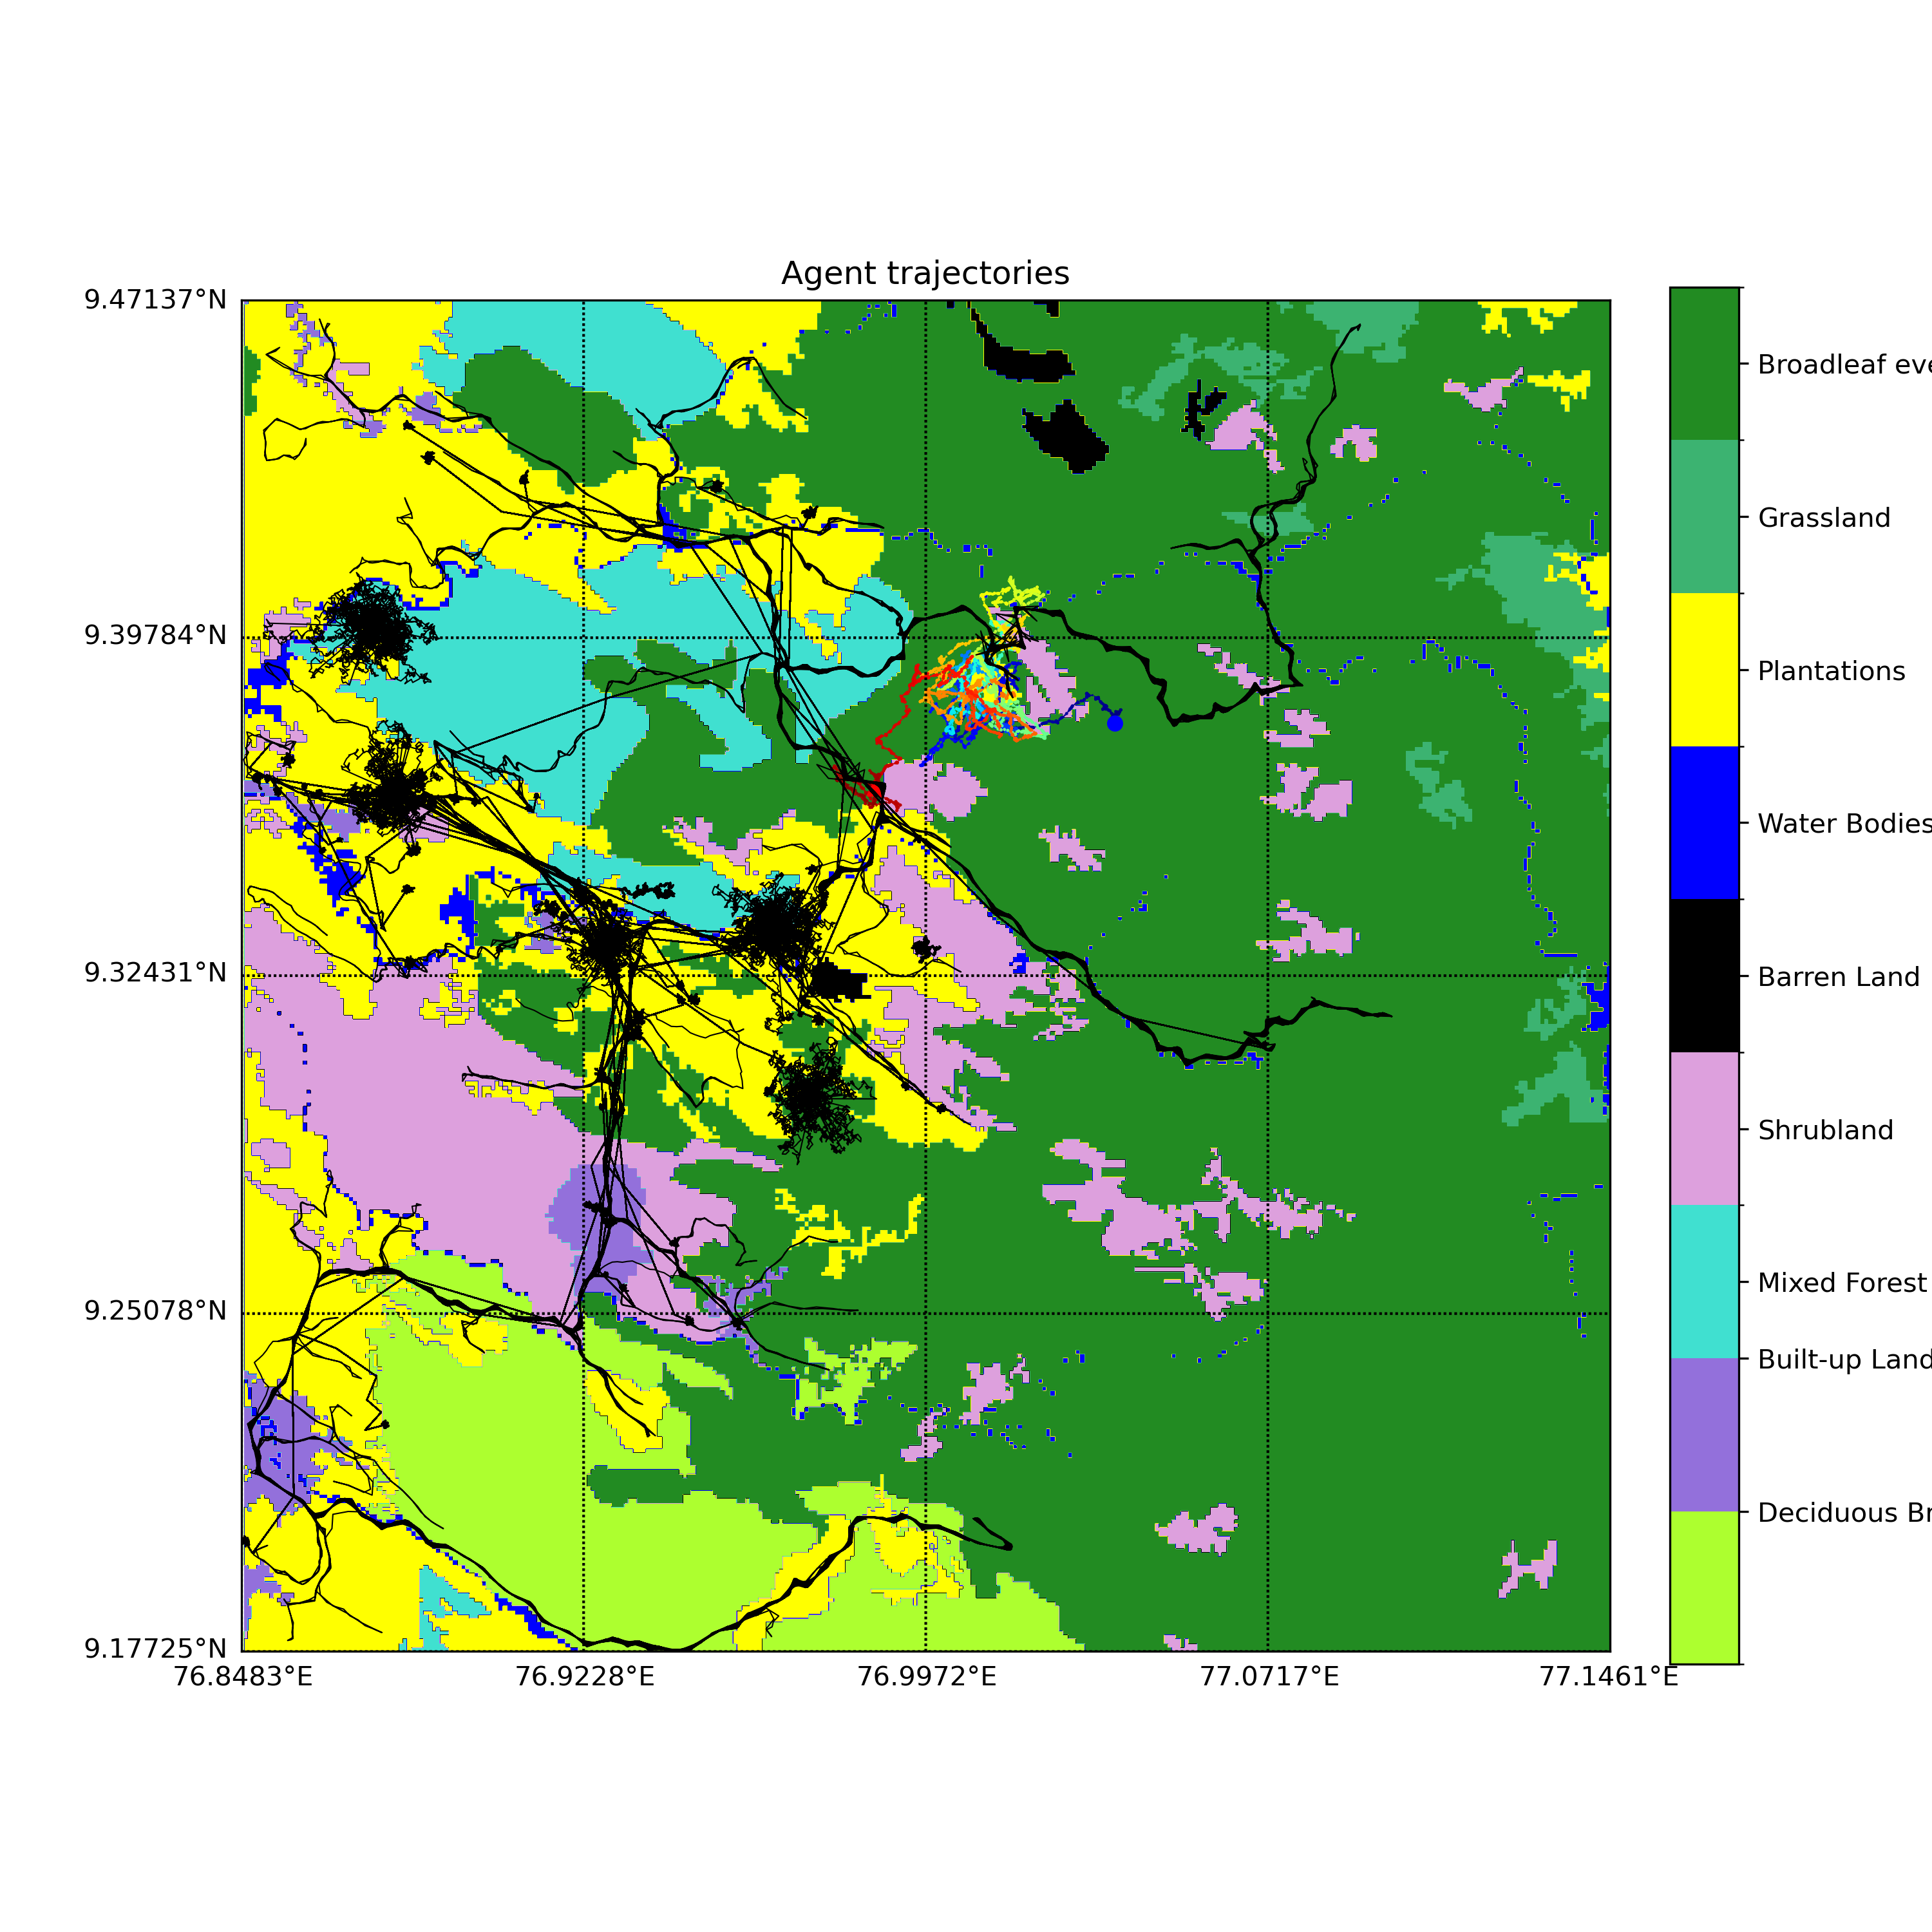 Agent trajectories
9.47137°N
9.39784°N
9.32431°N
9.25078°N
9.17725°N
76.8483°E
76.9228°E
76.9972°E
77.0717°E
77.1461°E
Broadleaf eve
Grassland
Plantations
Water Bodies
Barren Land
Shrubland
Mixed Forest
Built-up Land
Deciduous Br